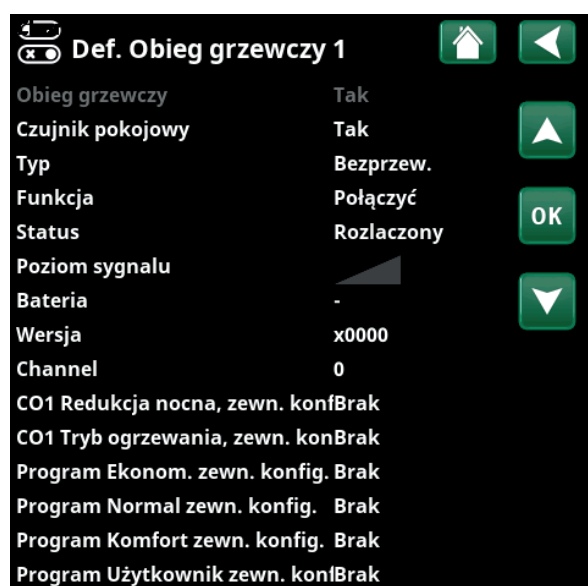 Def. Obieg grzewczy 1
Obieg grzewczy Tak
Czujnik pokojowy Tak
Typ Bezprzew.
Funkcja Połączyć
OK
Status Rozlaczony
Poziom sygnalu
Bateria -
Wersja x0000
Channel 0
CO1 Redukcja nocna, zewn. konfBrak
CO1 Tryb ogrzewania, zewn. konBrak
Program Ekonom. zewn. konfig. Brak
Program Normal zewn. konfig. Brak
Program Komfort zewn. konfig. Brak
Program Użytkownik zewn. konfBrak